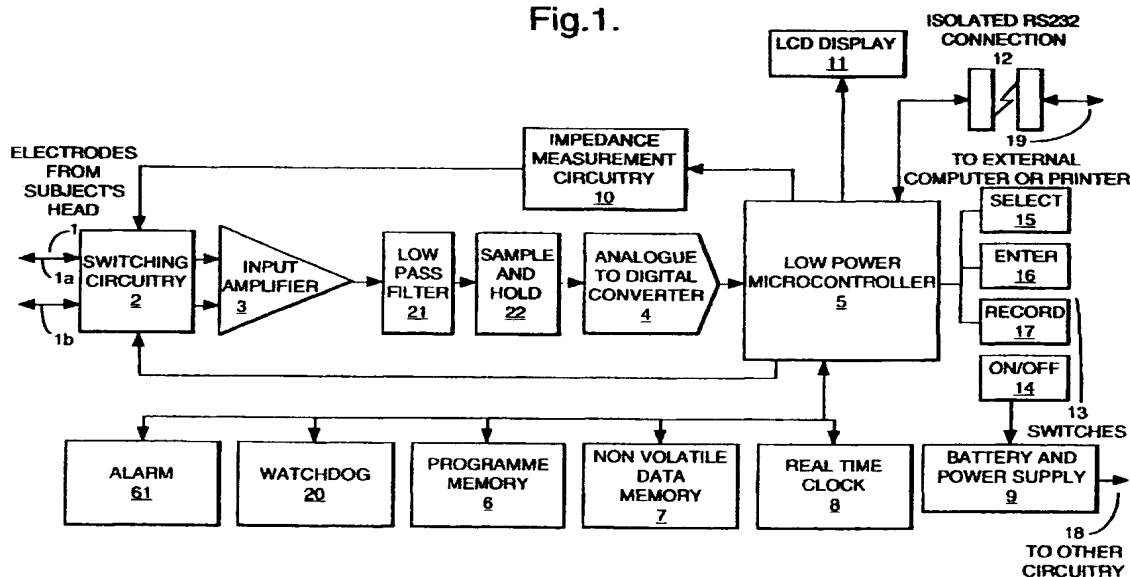 Fig.1.
ISOLATED RS232
CONNECTION
12
LCD DISPLAY
11
19
TO EXTERNAL
COMPUTER OR PRINTER
ELECTRODES
FROM
SUBJECT'S
HEAD
1
1a
1b
IMPEDANCE
MEASUREMENT
CIRCUITRY
10
SWITCHING
CIRCUITRY
2
INPUT
AMPLIFIER
3
LOW
PASS
FILTER
21
SAMPLE
AND
HOLD
22
ANALOGUE
TO DIGITAL
CONVERTER
4
LOW POWER
MICROCONTROLLER
5
SELECT
15
ENTER
16
RECORD
17
ON/OFF
14
13
SWITCHES
ALARM
61
WATCHDOG
20
PROGRAMME
MEMORY
6
NON VOLATILE
DATA
MEMORY
7
REAL TIME
CLOCK
8
BATTERY AND
POWER SUPPLY
9
18
TO OTHER
CIRCUITRY